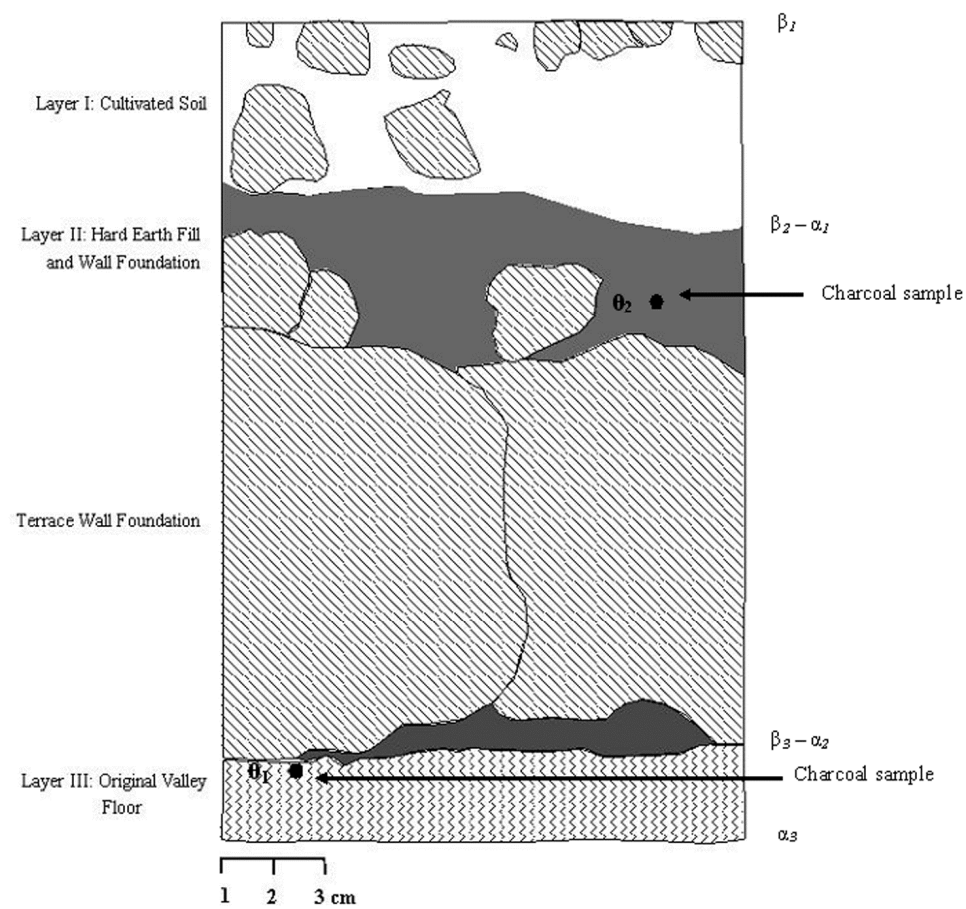 β1
Layer I: Cultivated Soil
β2 – α1
Layer II: Hard Earth Fill
and Wall Foundation
θ2
Charcoal sample
Terrace Wall Foundation
β3 – α2
θ1
Charcoal sample
Layer III: Original Valley
Floor
α3
1 2 3 cm